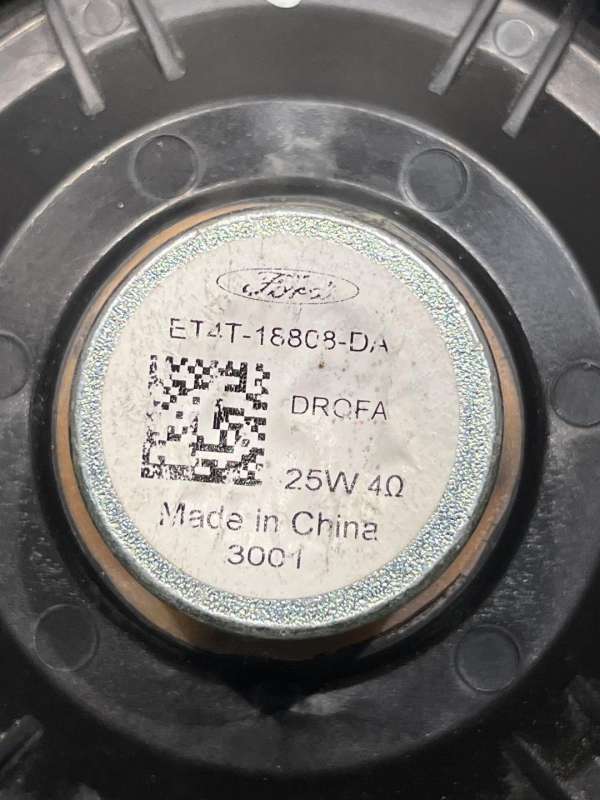 Ford
ET4T-18808-DA
DROFA
25W 4Ω
Made in China
3001